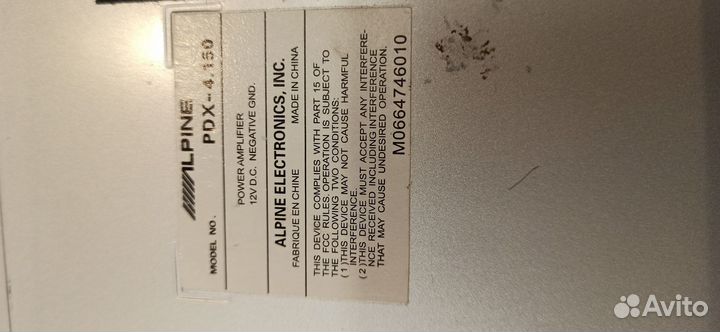 ALPINE
MODEL NO. PDX-4.150
POWER AMPLIFIER
12V D.C. NEGATIVE GND.
ALPINE ELECTRONICS, INC.
FABRIQUE EN CHINE MADE IN CHINA
THIS DEVICE COMPLIES WITH PART 15 OF
THE FCC RULES. OPERATION IS SUBJECT TO
THE FOLLOWING TWO CONDITIONS:
(1)THIS DEVICE MAY NOT CAUSE HARMFUL
INTERFERENCE.
(2)THIS DEVICE MUST ACCEPT ANY INTERFERE-
NCE RECEIVED INCLUDING INTERFERENCE
THAT MAY CAUSE UNDESIRED OPERATION.
M0664746010
Avito